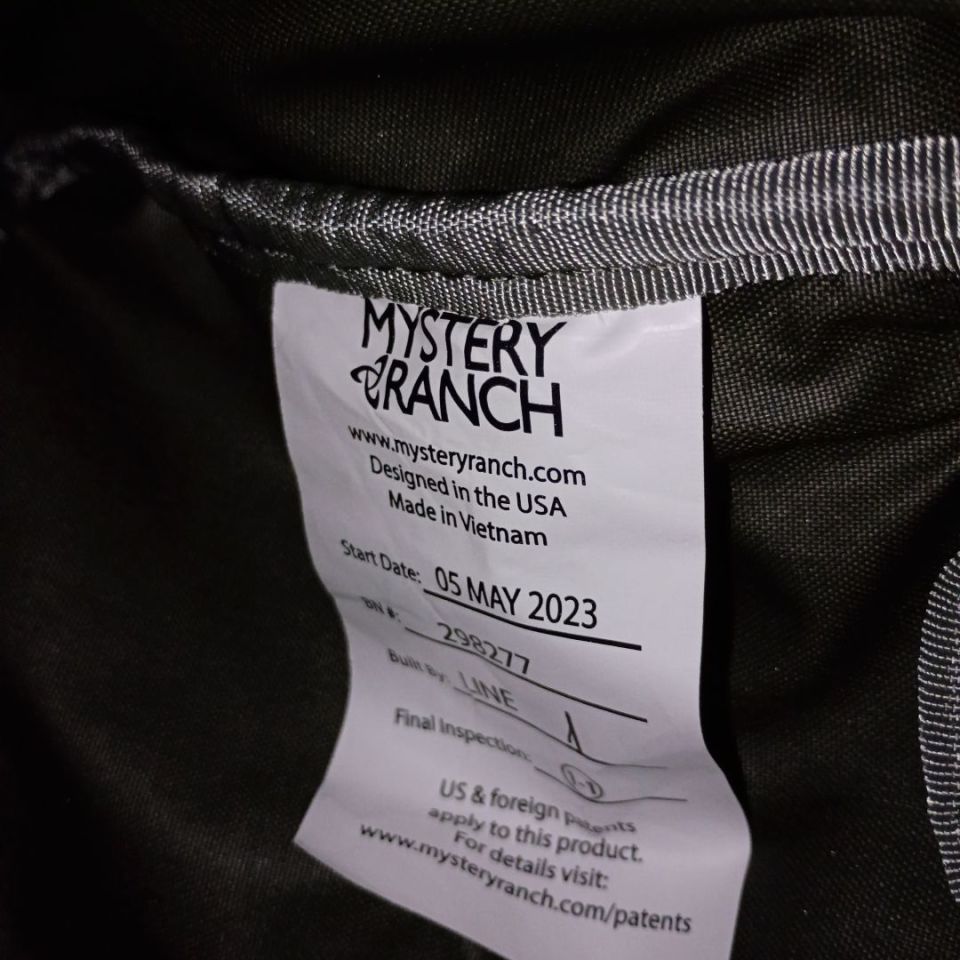 MYSTERY
RANCH
www.mysteryranch.com
Designed in the USA
Made in Vietnam
Start Date: 05 MAY 2023
BN #: 298277
Built By: LINE
Final Inspection:
US & foreign patents
apply to this product.
For details visit:
www.mysteryranch.com/patents